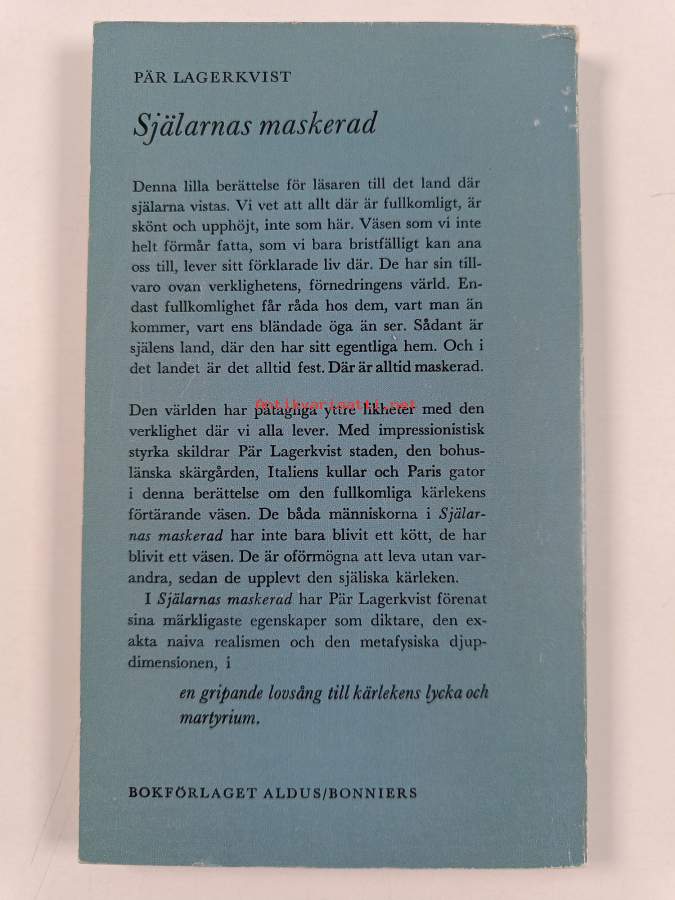 PÄR LAGERKVIST
Själarnas maskerad
Denna lilla berättelse för läsaren till det land där
själarna vistas. Vi vet att allt där är fullkomligt, är
skönt och upphöjt, inte som här. Väsen som vi inte
helt förmår fatta, som vi bara bristfälligt kan ana
oss till, lever sitt förklarade liv där. De har sin till-
varo ovan verklighetens, förnedringens värld. En-
dast fullkomlighet får råda hos dem, vart man än
kommer, vart ens bländade öga än ser. Sådant är
själens land, där den har sitt egentliga hem. Och i
det landet är det alltid fest. Där är alltid maskerad.
Antikvariaatti.net
Den världen har påtagliga yttre likheter med den
verklighet där vi alla lever. Med impressionistisk
styrka skildrar Pär Lagerkvist staden, den bohus-
länska skärgården, Italiens kullar och Paris gator
i denna berättelse om den fullkomliga kärlekens
förtärande väsen. De båda människorna i Själar-
nas maskerad har inte bara blivit ett kött, de har
blivit ett väsen. De är oförmögna att leva utan var-
andra, sedan de upplevt den själiska kärleken.
I Själarnas maskerad har Pär Lagerkvist förenat
sina märkligaste egenskaper som diktare, den ex-
akta naiva realismen och den metafysiska djup-
dimensionen, i
en gripande lovsång till kärlekens lycka och
martyrium.
BOKFÖRLAGET ALDUS/BONNIERS